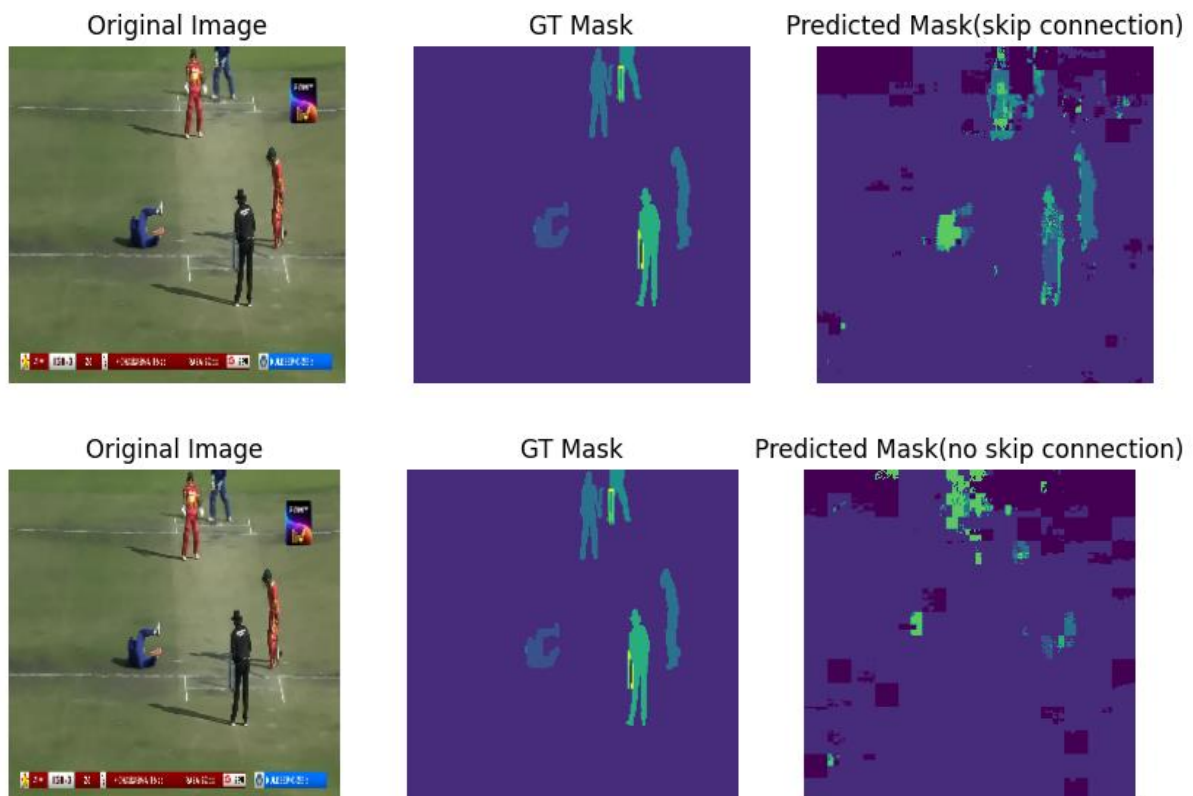 Original Image
GT Mask
Predicted Mask(skip connection)
Original Image
GT Mask
Predicted Mask(no skip connection)